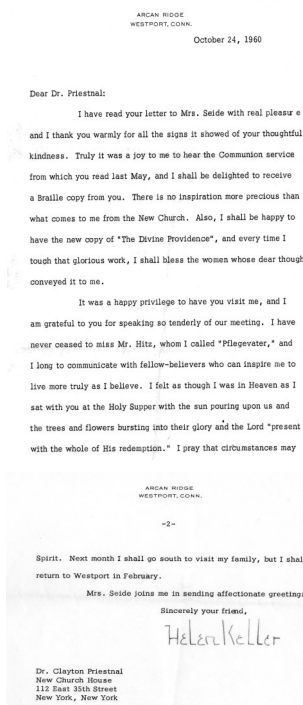 ARCAN RIDGE
WESTPORT, CONN.
October 24, 1960
Dear Dr. Priestnal:
I have read your letter to Mrs. Seide with real pleasur e
and I thank you warmly for all the signs it showed of your thoughtful
kindness. Truly it was a joy to me to hear the Communion service
from which you read last May, and I shall be delighted to receive
a Braille copy from you. There is no inspiration more precious than
what comes to me from the New Church. Also, I shall be happy to
have the new copy of "The Divine Providence", and every time I
touch that glorious work, I shall bless the women whose dear though
conveyed it to me.
It was a happy privilege to have you visit me, and I
am grateful to you for speaking so tenderly of our meeting. I have
never ceased to miss Mr. Hitz, whom I called "Pflegevater," and
I long to communicate with fellow-believers who can inspire me to
live more truly as I believe. I felt as though I was in Heaven as I
sat with you at the Holy Supper with the sun pouring upon us and
the trees and flowers bursting into their glory and the Lord "present
with the whole of His redemption." I pray that circumstances may
ARCAN RIDGE
WESTPORT, CONN.
-2-
Spirit. Next month I shall go south to visit my family, but I shal
return to Westport in February.
Mrs. Seide joins me in sending affectionate greeting
Sincerely your friend,
Helen Keller
Dr. Clayton Priestnal
New Church House
112 East 35th Street
New York, New York